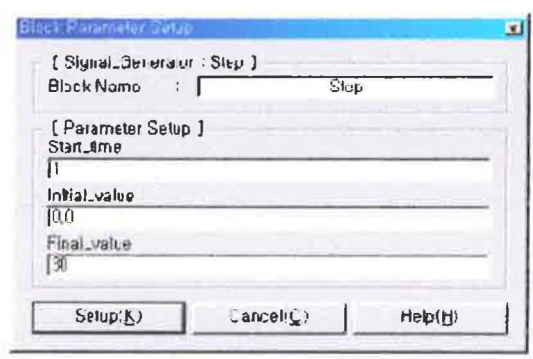 Block Parameter Setup
[ Signal_Generator : Step ]
Block Name : Step
[ Parameter Setup ]
Start_time
1
Initial_value
0,0
Final_value
30
Setup(K) Cancel(C) Help(H)